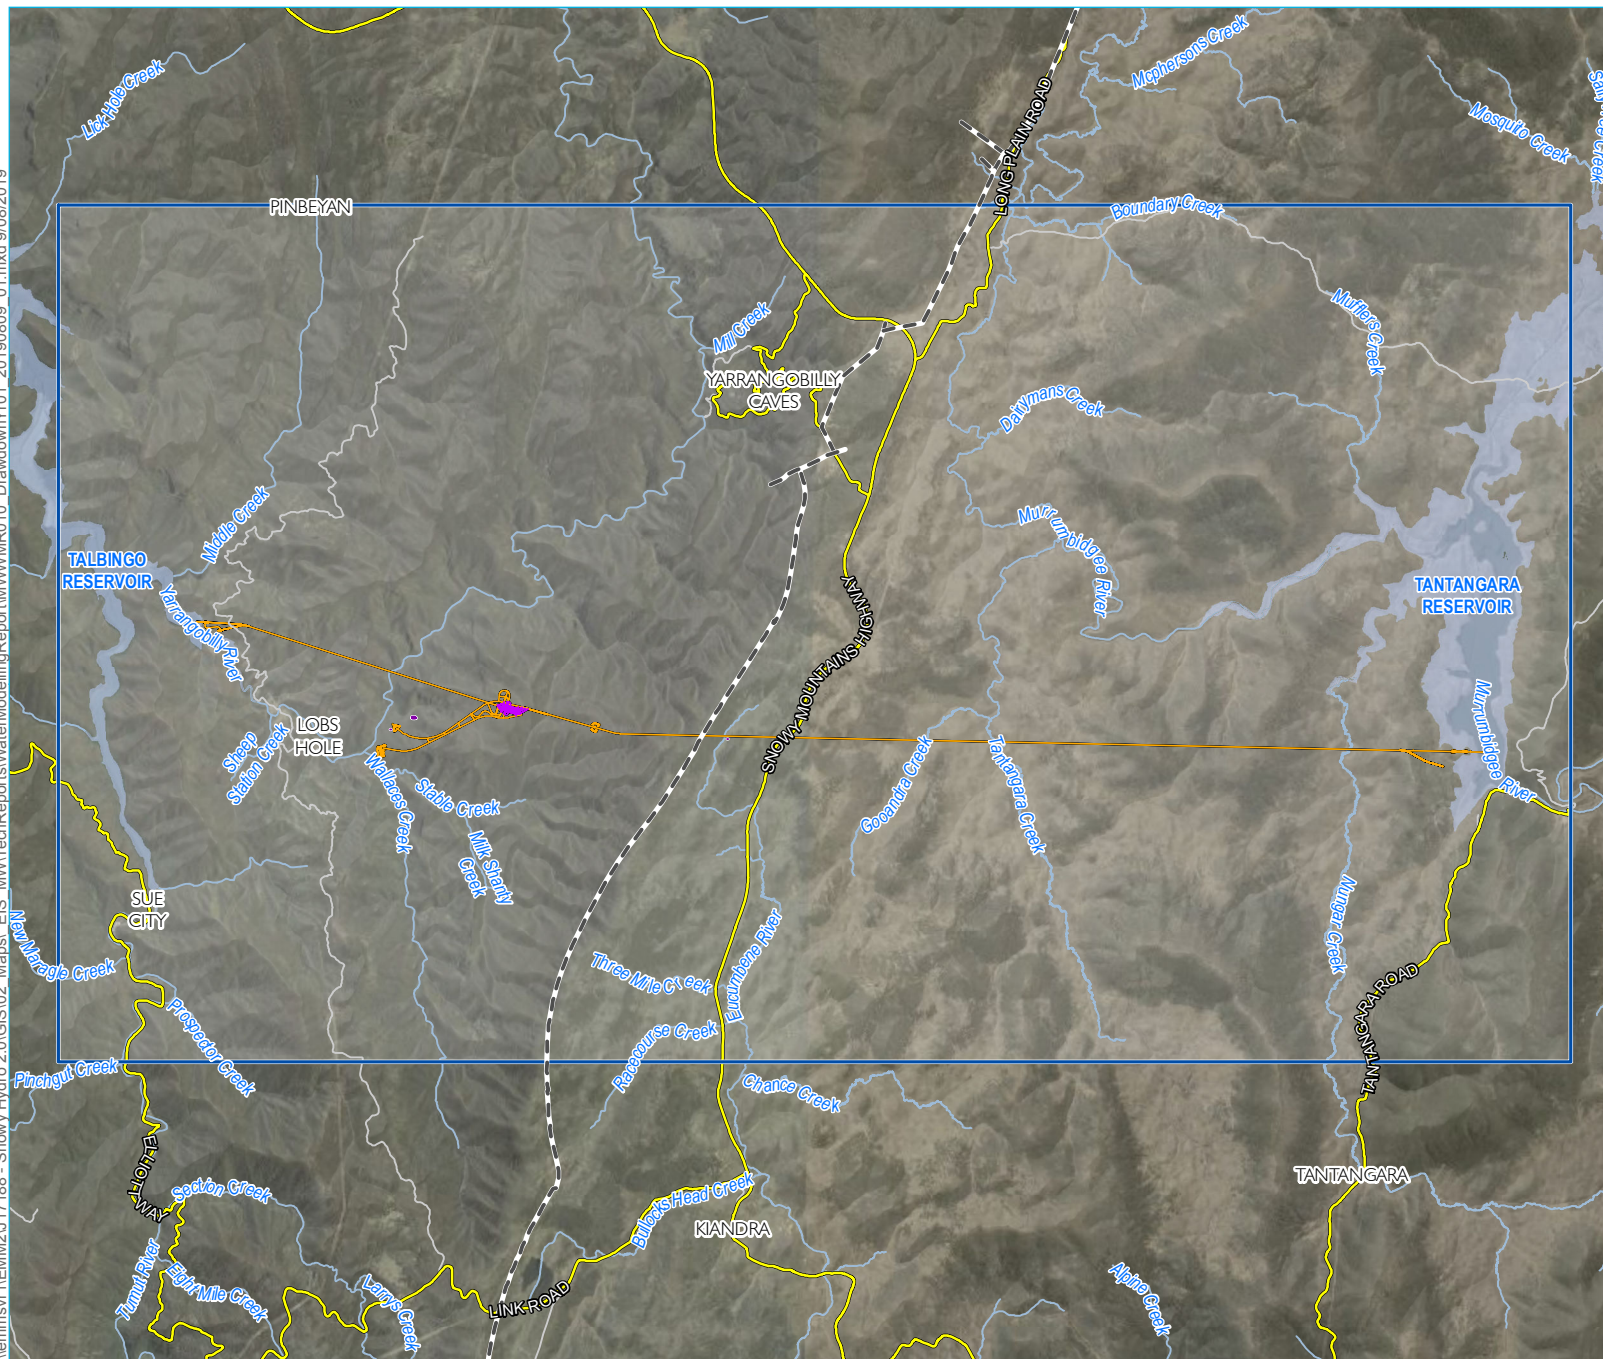 Lick Hole Creek
Mcphersons Creek
Mosquito Creek
LONG PLAIN ROAD
PINBEYAN
Boundary Creek
Mufflers Creek
Mill Creek
YARRANGOBILLY
CAVES
Dairymans Creek
Middle Creek
Murrumbidgee River
TALBINGO
RESERVOIR
TANTANGARA
RESERVOIR
Yarrangobilly River
SNOWY MOUNTAINS HIGHWAY
LOBS
HOLE
Sheep
Station Creek
Wallaces Creek
Stable Creek
Milk Shanty
Creek
Gooandra Creek
Tantangara Creek
Murrumbidgee River
SUE
CITY
Nungar Creek
New Maragle Creek
Three Mile Creek
Eucumbene River
TANTANGARA ROAD
Prospector Creek
Racecourse Creek
Pinchgut Creek
Chance Creek
ELLIOTT
WAY
Section Creek
Bullocks Head Creek
TANTANGARA
KIANDRA
Tumut River
Eight Mile Creek
Larrys Creek
LINK ROAD
Alpine Creek